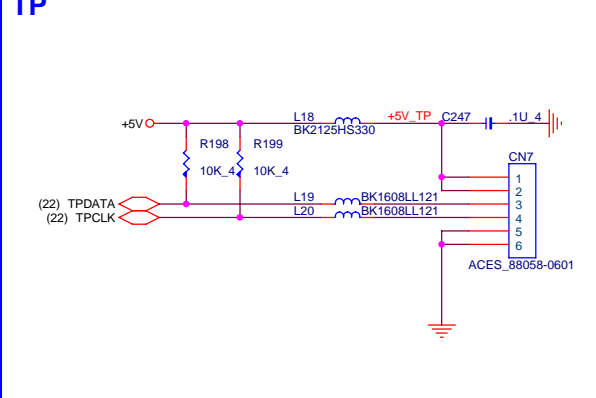 TP
L18
+5V_TP
C247
.1U_4
+5V
BK2125HS330
R198
R199
CN7
10K_4
10K_4
1
2
(22) TPDATA
L19
BK1608LL121
3
(22) TPCLK
L20
BK1608LL121
4
5
6
ACES_88058-0601